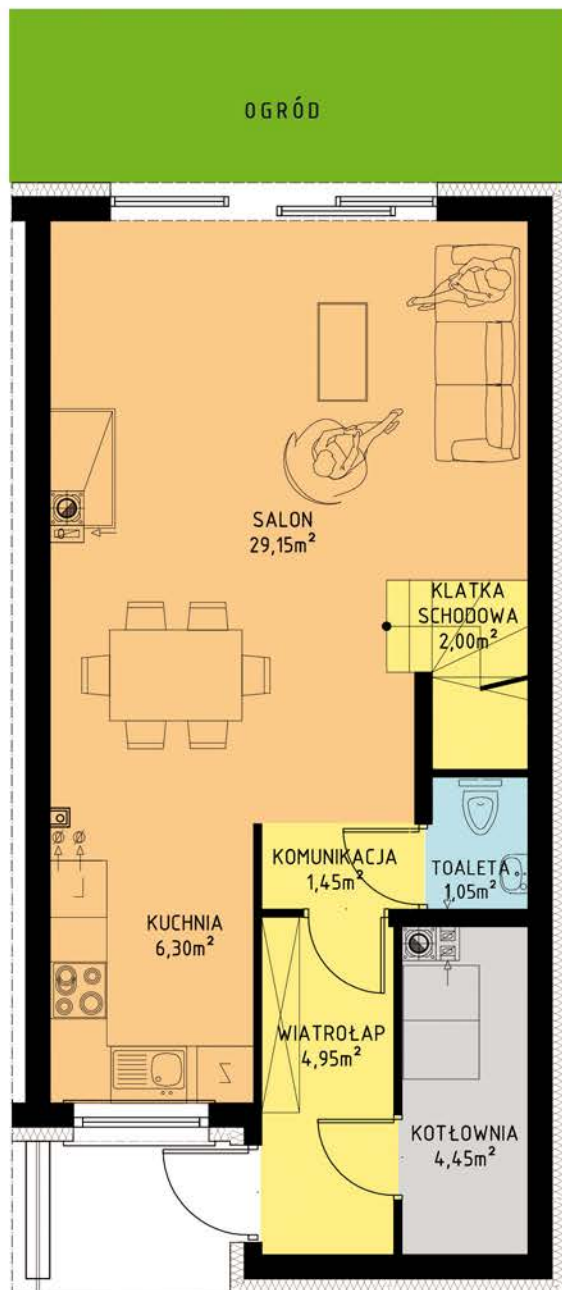 OGRÓD
SALON
29,15m²
KLATKA
SCHODOWA
2,00m²
KOMUNIKACJA
1,45m²
TOALETA
1,05m²
KUCHNIA
6,30m²
WIATROŁAP
4,95m²
Z
KOTŁOWNIA
4,45m²